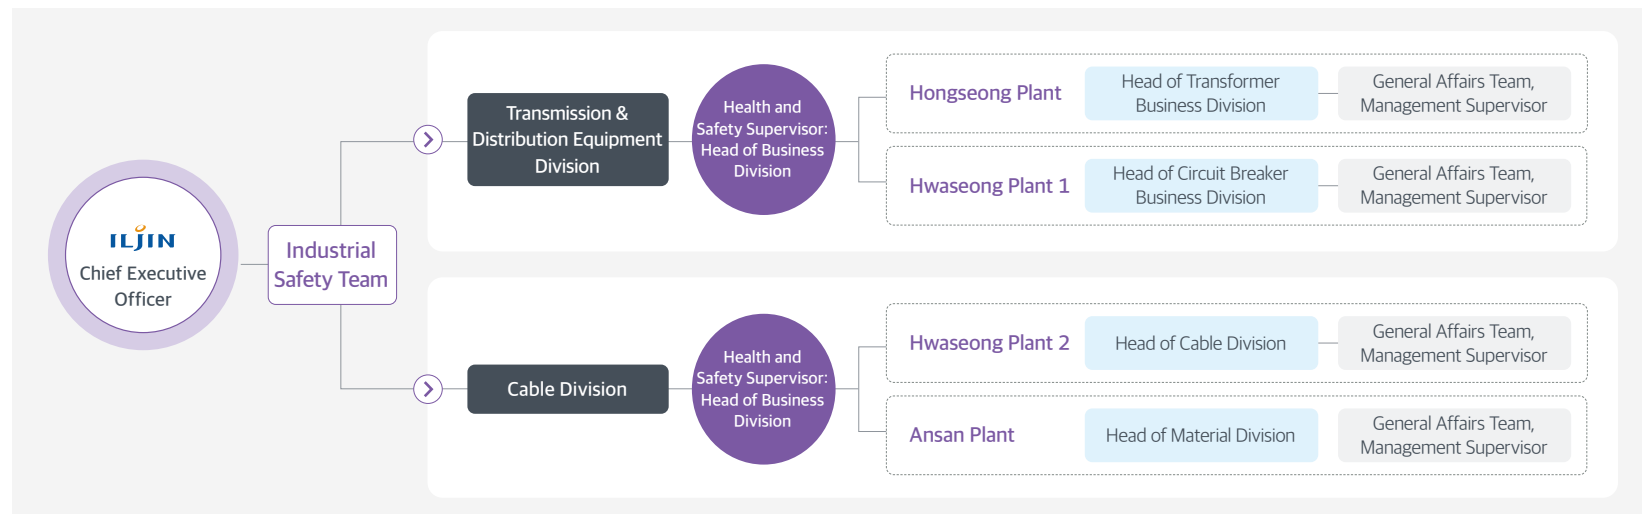 ILJIN
Chief Executive
Officer
Industrial
Safety Team
Transmission &
Distribution Equipment
Division
Health and
Safety Supervisor:
Head of Business
Division
Hongseong Plant
Head of Transformer
Business Division
General Affairs Team,
Management Supervisor
Hwaseong Plant 1
Head of Circuit Breaker
Business Division
General Affairs Team,
Management Supervisor
Cable Division
Health and
Safety Supervisor:
Head of Business
Division
Hwaseong Plant 2
Head of Cable Division
General Affairs Team,
Management Supervisor
Ansan Plant
Head of Material Division
General Affairs Team,
Management Supervisor